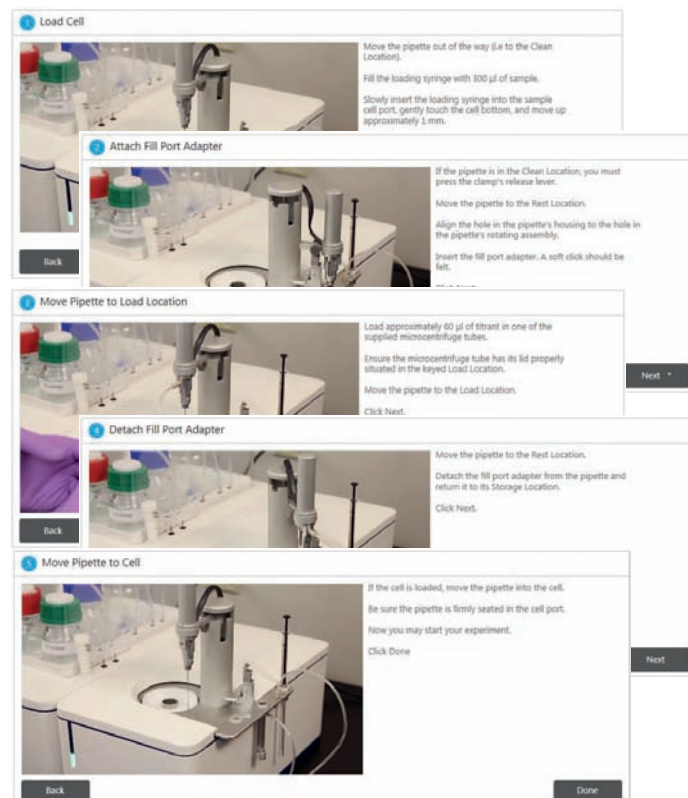 1 Load Cell
Move the pipette out of the way (i.e to the Clean
Location).
Fill the loading syringe with 300 µl of sample.
Slowly insert the loading syringe into the sample
cell port, gently touch the cell bottom, and move up
approximately 1 mm.
Back
2 Attach Fill Port Adapter
If the pipette is in the Clean Location, you must
press the clamp's release lever.
Move the pipette to the Rest Location.
Align the hole in the pipette's housing to the hole in
the pipette's rotating assembly.
Insert the fill port adapter. A soft click should be
felt.
Click Next.
Next
3 Move Pipette to Load Location
Load approximately 60 µl of titrant in one of the
supplied microcentrifuge tubes.
Ensure the microcentrifuge tube has its lid properly
situated in the keyed Load Location.
Move the pipette to the Load Location.
Click Next.
Back
4 Detach Fill Port Adapter
Move the pipette to the Rest Location.
Detach the fill port adapter from the pipette and
return it to its Storage Location.
Click Next.
Next
5 Move Pipette to Cell
If the cell is loaded, move the pipette into the cell.
Be sure the pipette is firmly seated in the cell port.
Now you may start your experiment.
Click Done
Back
Done